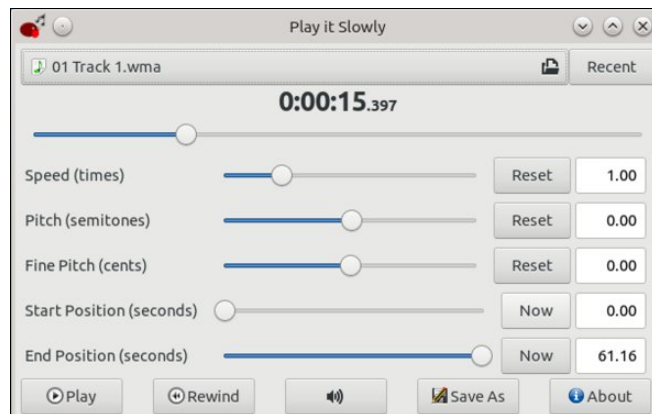 Play it Slowly
01 Track 1.wma Recent
0:00:15.397
Speed (times) Reset 1.00
Pitch (semitones) Reset 0.00
Fine Pitch (cents) Reset 0.00
Start Position (seconds) Now 0.00
End Position (seconds) Now 61.16
Play Rewind Save As About